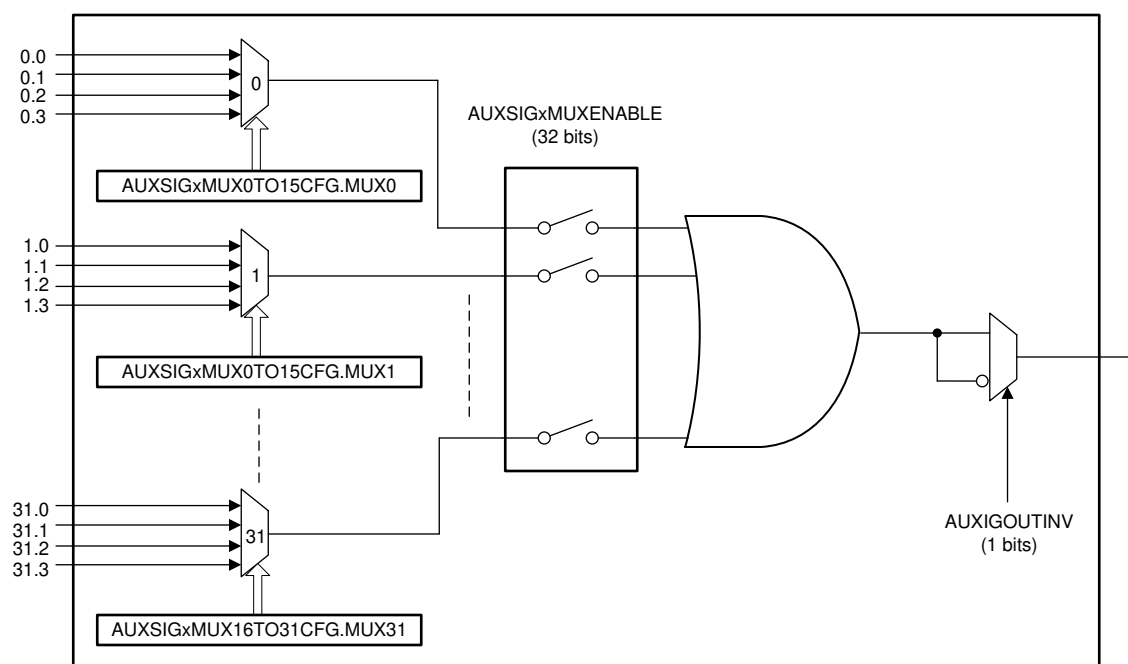 0.0
0.1
0.2
0.3
0
AUXSIGxMUX0TO15CFG.MUX0
AUXSIGxMUXENABLE
(32 bits)
1.0
1.1
1.2
1.3
1
AUXSIGxMUX0TO15CFG.MUX1
31.0
31.1
31.2
31.3
31
AUXSIGxMUX16TO31CFG.MUX31
AUXIGOUTINV
(1 bits)